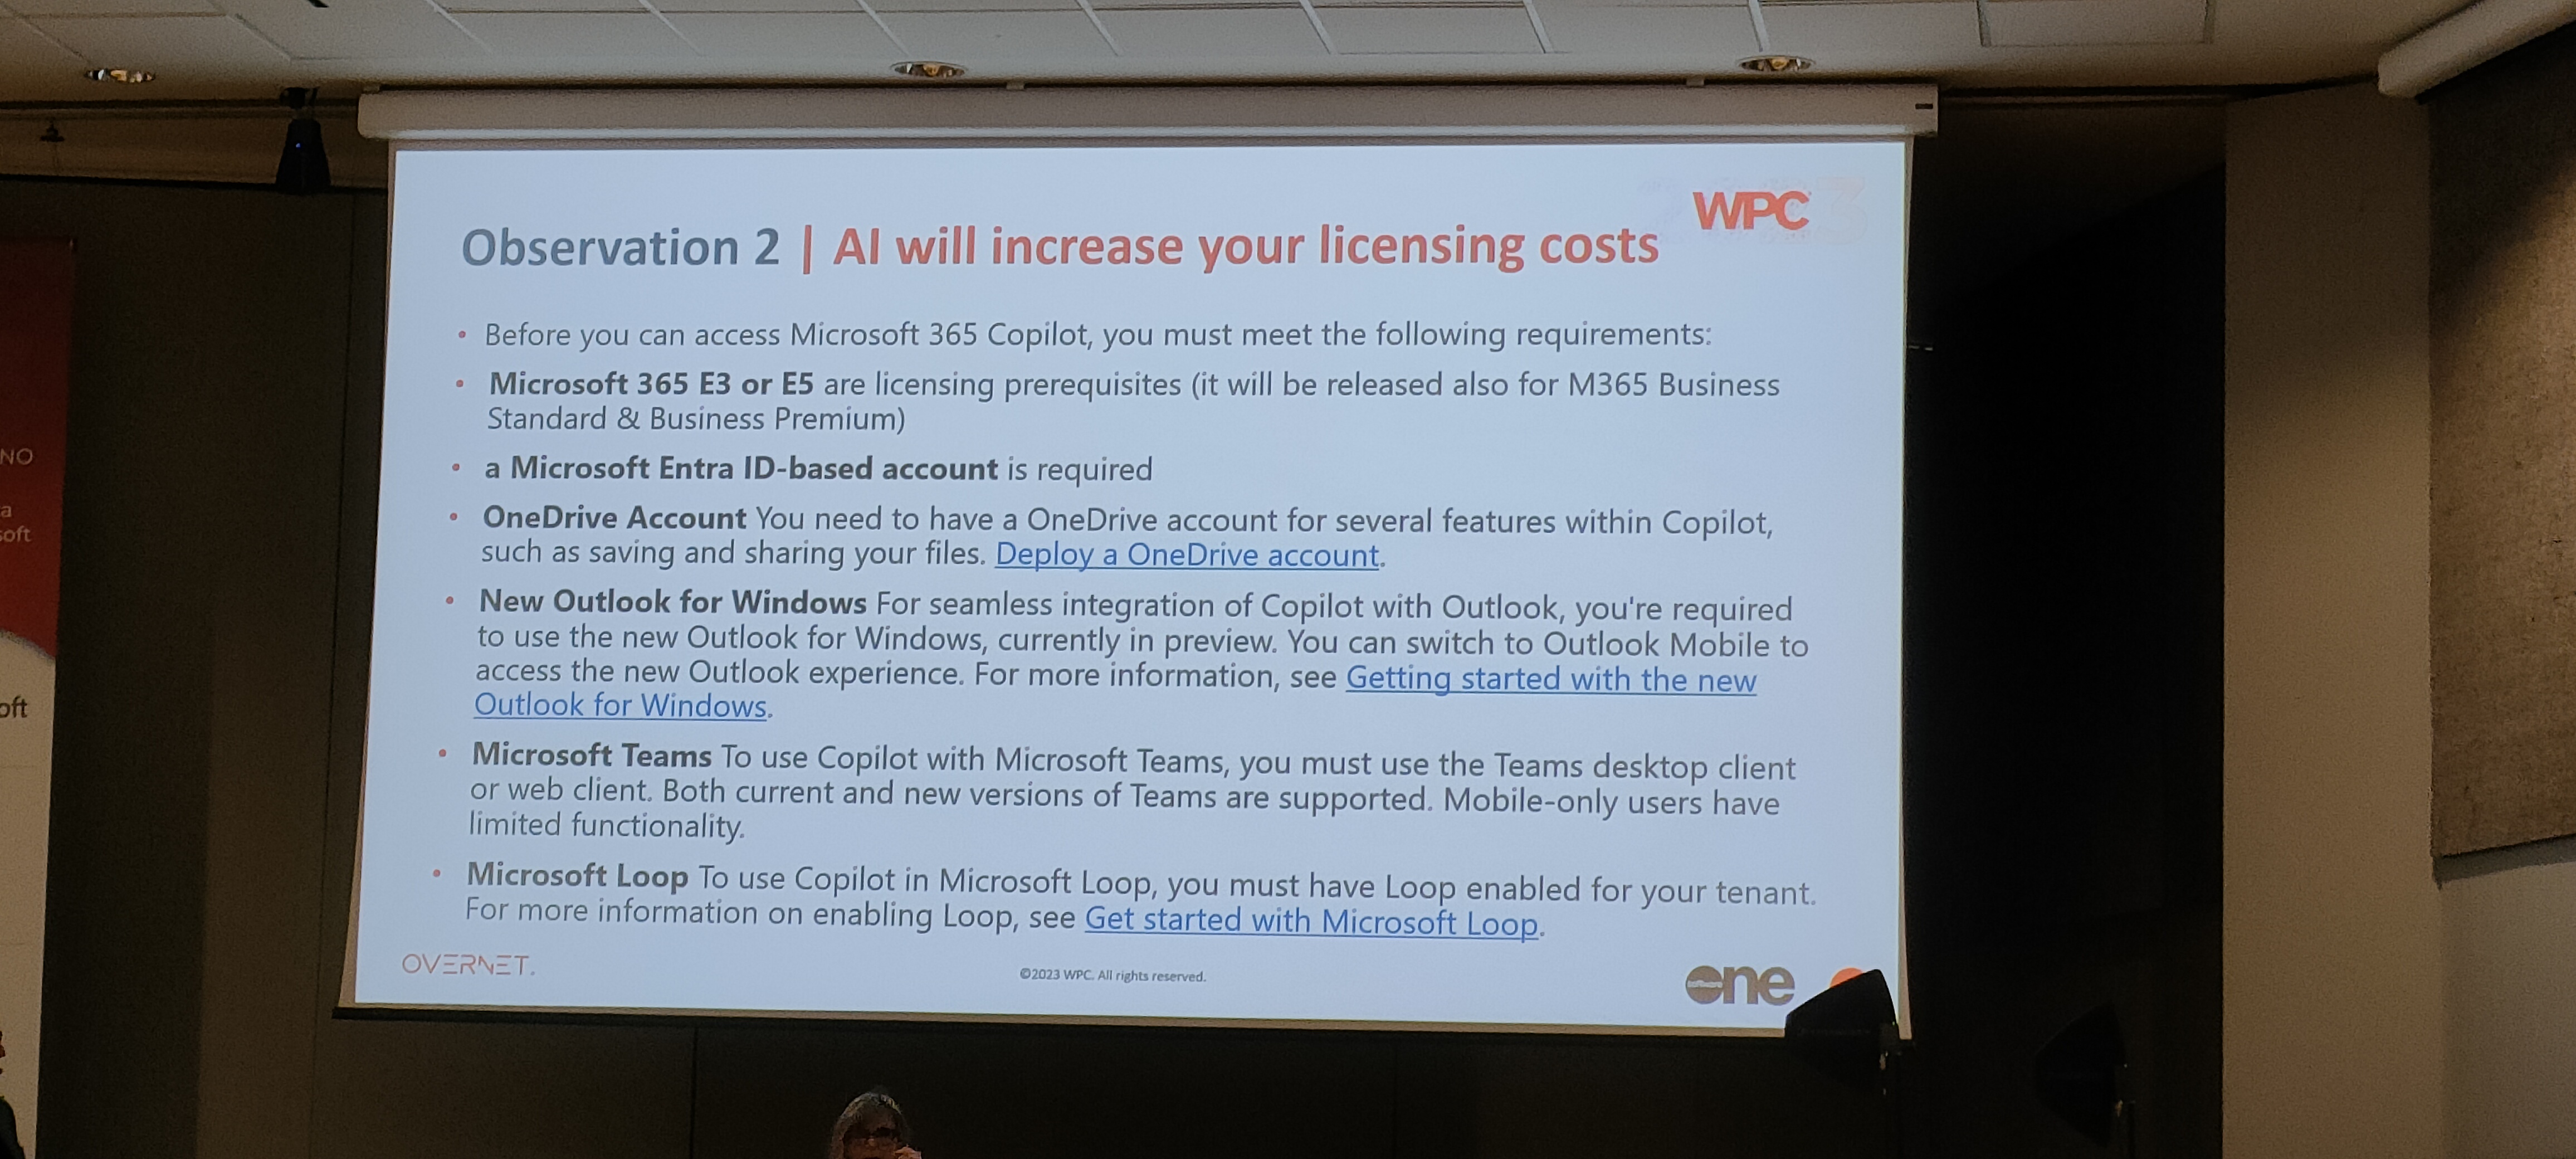 WPC
Observation 2 | AI will increase your licensing costs
• Before you can access Microsoft 365 Copilot, you must meet the following requirements:
• Microsoft 365 E3 or E5 are licensing prerequisites (it will be released also for M365 Business
Standard & Business Premium)
• a Microsoft Entra ID-based account is required
• OneDrive Account You need to have a OneDrive account for several features within Copilot,
such as saving and sharing your files. Deploy a OneDrive account.
• New Outlook for Windows For seamless integration of Copilot with Outlook, you're required
to use the new Outlook for Windows, currently in preview. You can switch to Outlook Mobile to
access the new Outlook experience. For more information, see Getting started with the new
Outlook for Windows.
• Microsoft Teams To use Copilot with Microsoft Teams, you must use the Teams desktop client
or web client. Both current and new versions of Teams are supported. Mobile-only users have
limited functionality.
• Microsoft Loop To use Copilot in Microsoft Loop, you must have Loop enabled for your tenant.
For more information on enabling Loop, see Get started with Microsoft Loop.
OVERNET.
©2023 WPC. All rights reserved.
one
NO
a
soft
oft